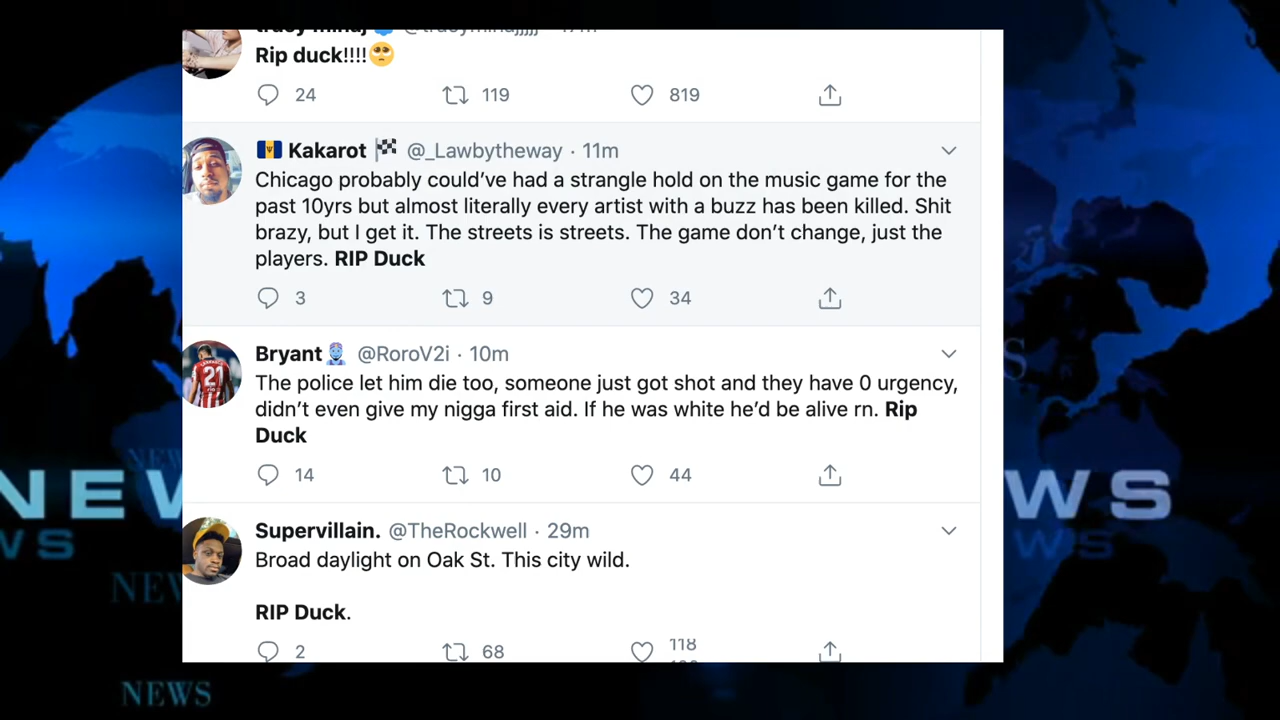 Rip duck!!!!🥺
24 119 819
Kakarot 🏁 @_Lawbytheway · 11m
Chicago probably could've had a strangle hold on the music game for the
past 10yrs but almost literally every artist with a buzz has been killed. Shit
brazy, but I get it. The streets is streets. The game don't change, just the
players. RIP Duck
3 9 34
Bryant @RoroV2i · 10m
The police let him die too, someone just got shot and they have 0 urgency,
didn't even give my nigga first aid. If he was white he'd be alive rn. Rip
Duck
14 10 44
Supervillain. @TheRockwell · 29m
Broad daylight on Oak St. This city wild.
RIP Duck.
2 68 118
NEWS
NEWS
NEWS